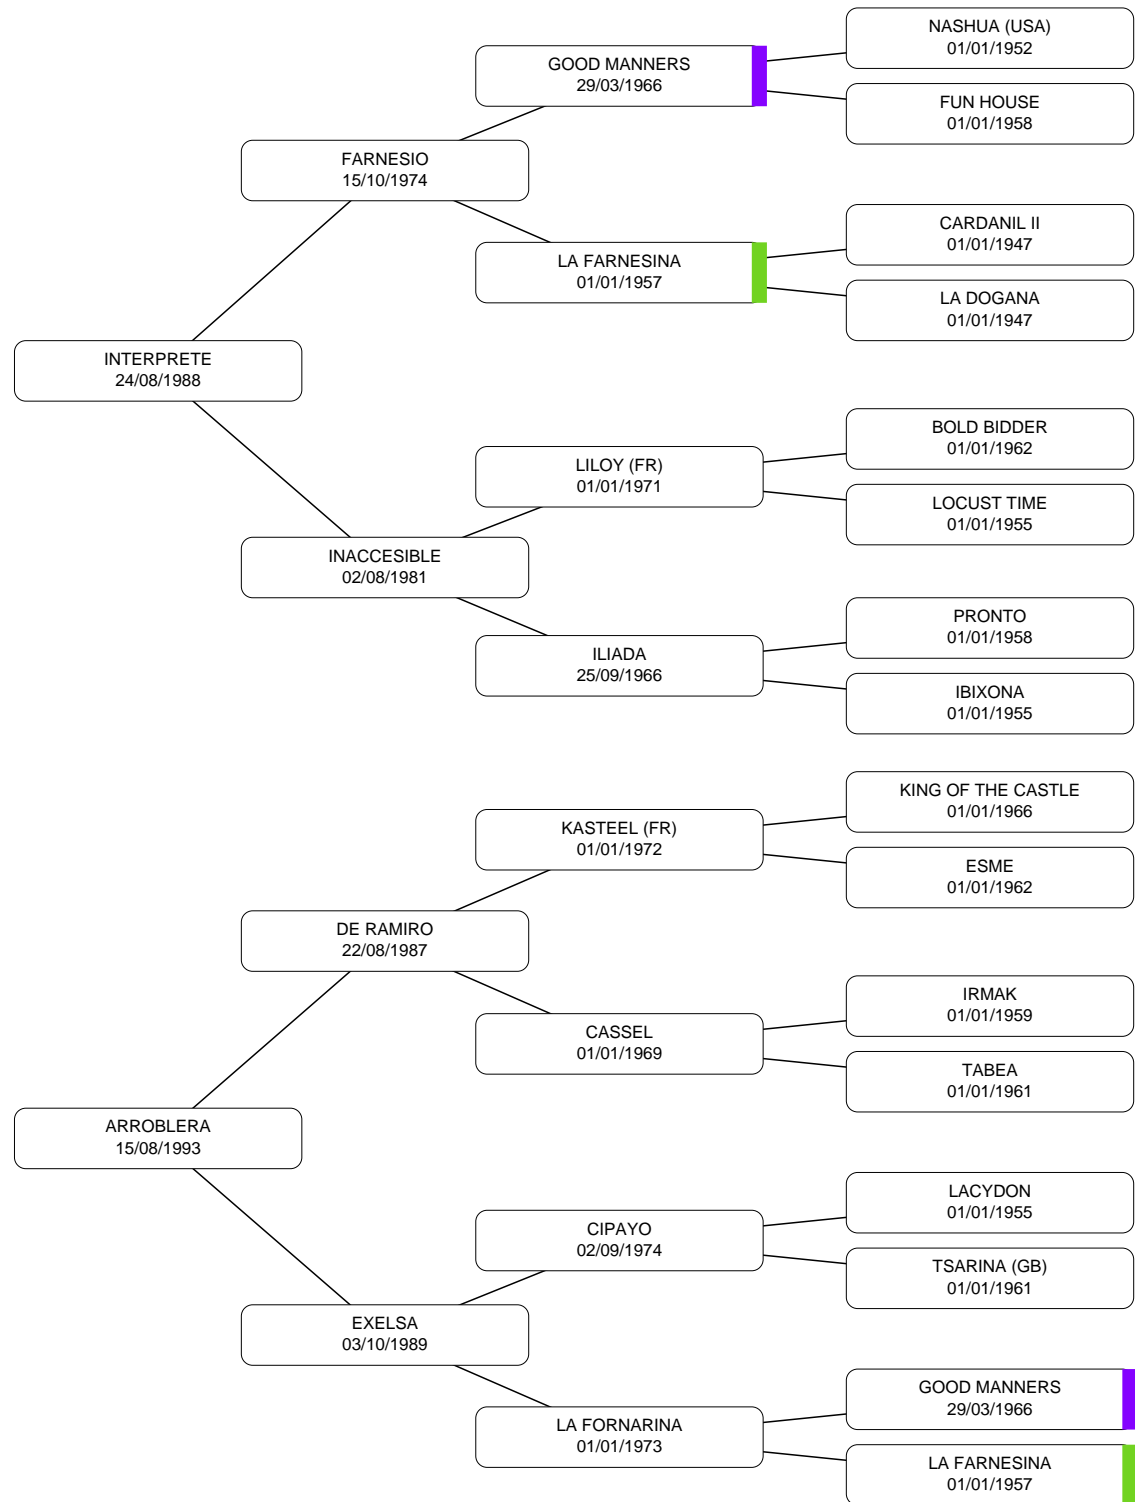 NASHUA (USA)
01/01/1952
GOOD MANNERS
29/03/1966
FUN HOUSE
01/01/1958
FARNESIO
15/10/1974
CARDANIL II
01/01/1947
LA FARNESINA
01/01/1957
LA DOGANA
01/01/1947
INTERPRETE
24/08/1988
BOLD BIDDER
01/01/1962
LILOY (FR)
01/01/1971
LOCUST TIME
01/01/1955
INACCESIBLE
02/08/1981
PRONTO
01/01/1958
ILIADA
25/09/1966
IBIXONA
01/01/1955
KING OF THE CASTLE
01/01/1966
KASTEEL (FR)
01/01/1972
ESME
01/01/1962
DE RAMIRO
22/08/1987
IRMAK
01/01/1959
CASSEL
01/01/1969
TABEA
01/01/1961
ARROBLERA
15/08/1993
LACYDON
01/01/1955
CIPAYO
02/09/1974
TSARINA (GB)
01/01/1961
EXELSA
03/10/1989
GOOD MANNERS
29/03/1966
LA FORNARINA
01/01/1973
LA FARNESINA
01/01/1957